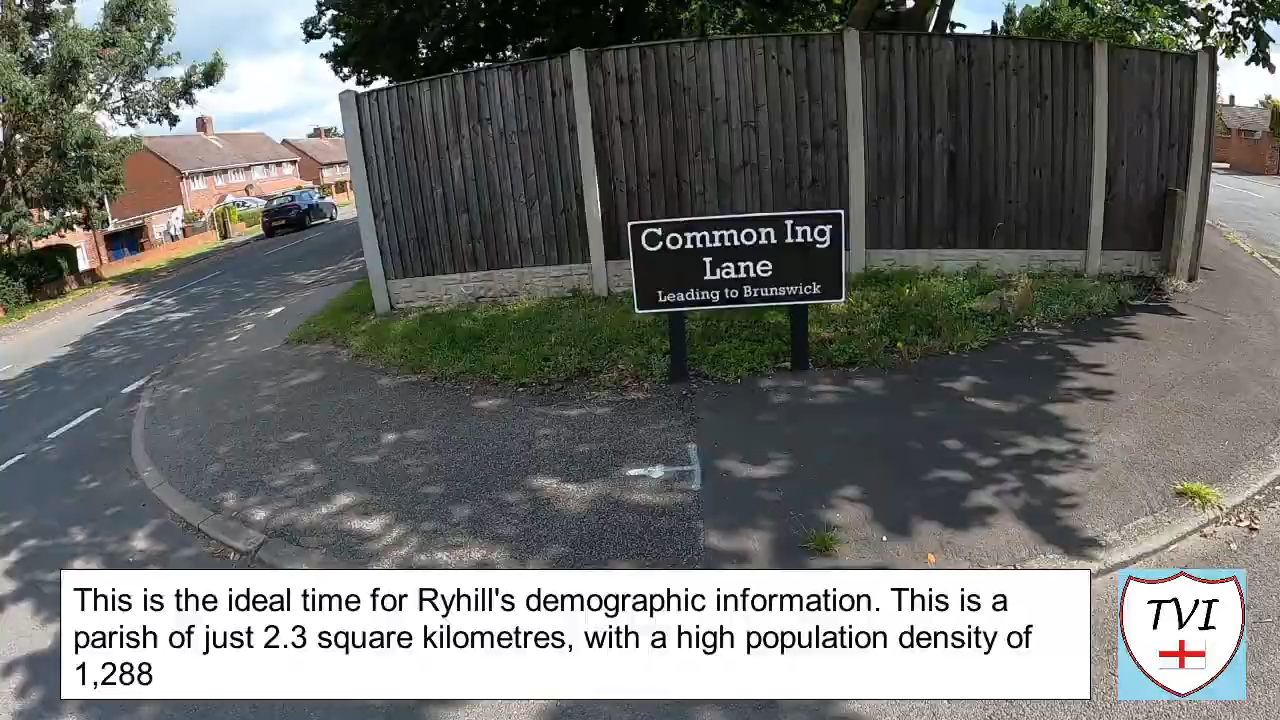 Common Ing
Lane
Leading to Brunswick
This is the ideal time for Ryhill's demographic information. This is a
parish of just 2.3 square kilometres, with a high population density of
1,288
TVI